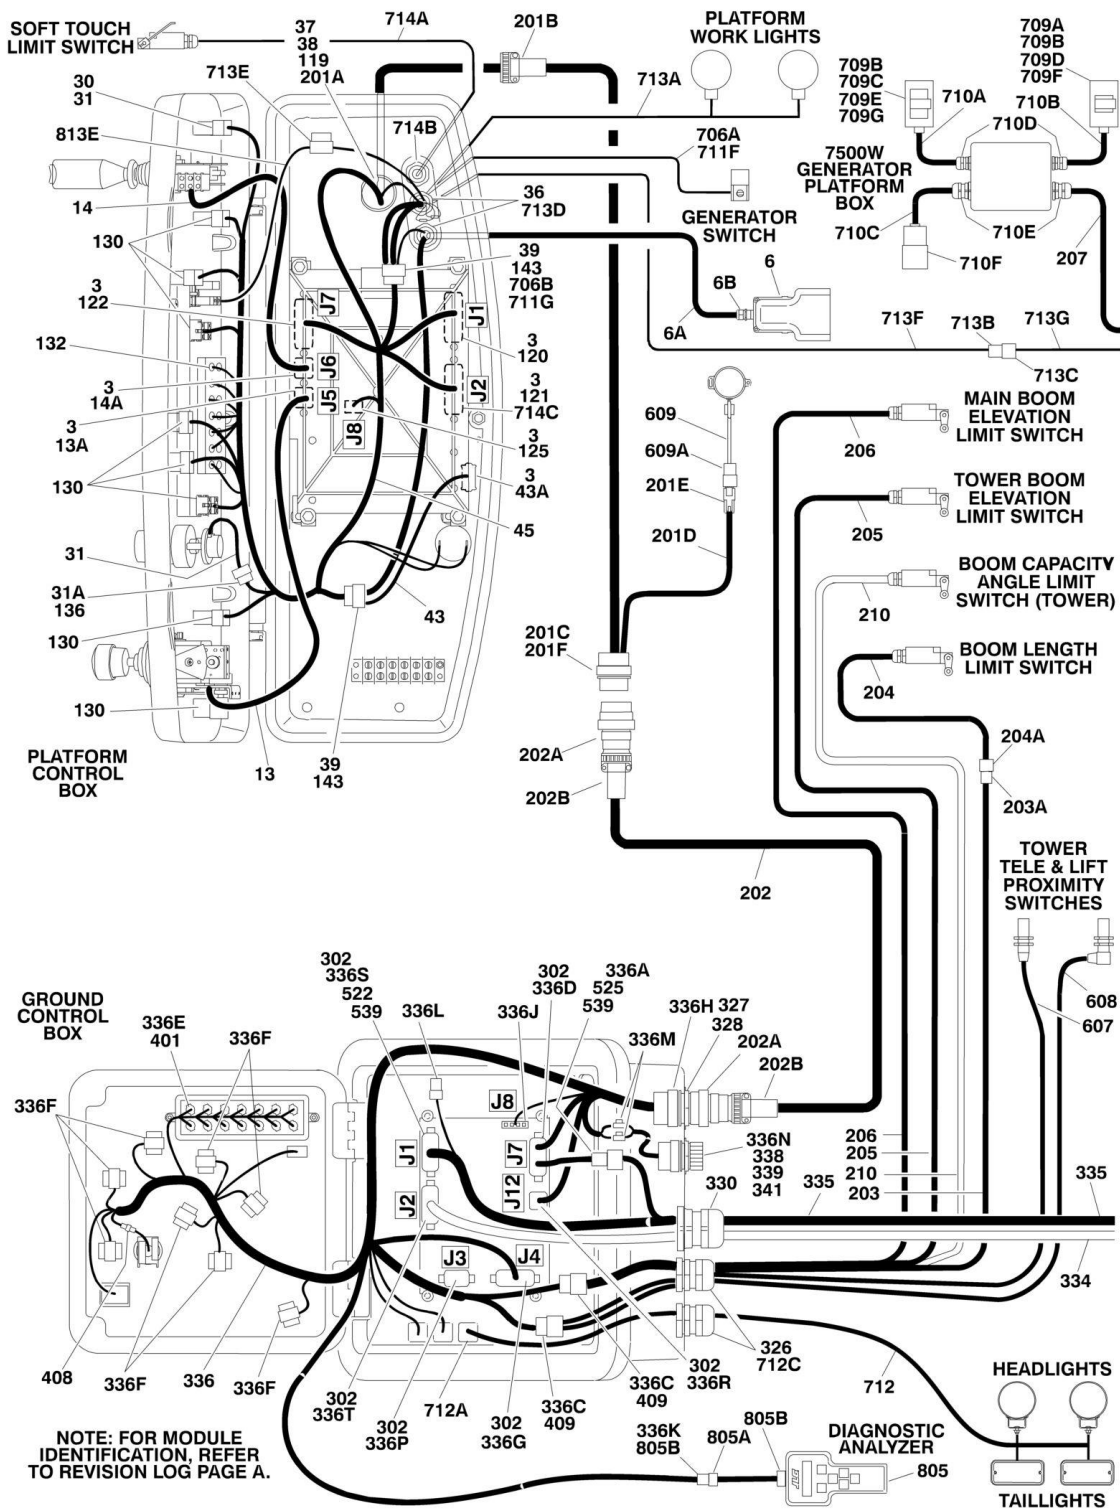 SOFT TOUCH
LIMIT SWITCH
714A
37
38
119
201A
201B
PLATFORM
WORK LIGHTS
709A
709B
709D
709F
709B
709C
709E
709G
710A
710B
710D
7500W
GENERATOR
PLATFORM
BOX
710C
710E
710F
207
30
31
713E
813E
714B
713A
706A
711F
14
36
713D
GENERATOR
SWITCH
130
39
143
706B
711G
6
6B
6A
3
122
J7
J1
713F
713B
713G
713C
132
J6
3
120
3
14A
J5
J2
3
121
714C
J8
3
13A
3
125
609
609A
MAIN BOOM
ELEVATION
LIMIT SWITCH
206
130
3
43A
201E
TOWER BOOM
ELEVATION
LIMIT SWITCH
205
45
201D
31
BOOM CAPACITY
ANGLE LIMIT
SWITCH (TOWER)
210
31A
136
43
130
201C
201F
BOOM LENGTH
LIMIT SWITCH
204
130
PLATFORM
CONTROL
BOX
13
39
143
202A
202B
204A
203A
202
TOWER
TELE & LIFT
PROXIMITY
SWITCHES
302
336S
522
539
302
336D
336A
525
539
336L
336J
336H
327
328
202A
336M
202B
608
607
GROUND
CONTROL
BOX
336E
401
336F
336F
J8
J1
J7
J2
J12
336N
338
339
341
206
205
210
203
330
335
335
334
J3
J4
408
336F
336
336F
302
336T
302
336P
712A
302
336G
336C
409
336C
409
302
336R
326
712C
712
HEADLIGHTS
NOTE: FOR MODULE
IDENTIFICATION, REFER
TO REVISION LOG PAGE A.
336K
805B
805A
805B
DIAGNOSTIC
ANALYZER
805
TAILLIGHTS